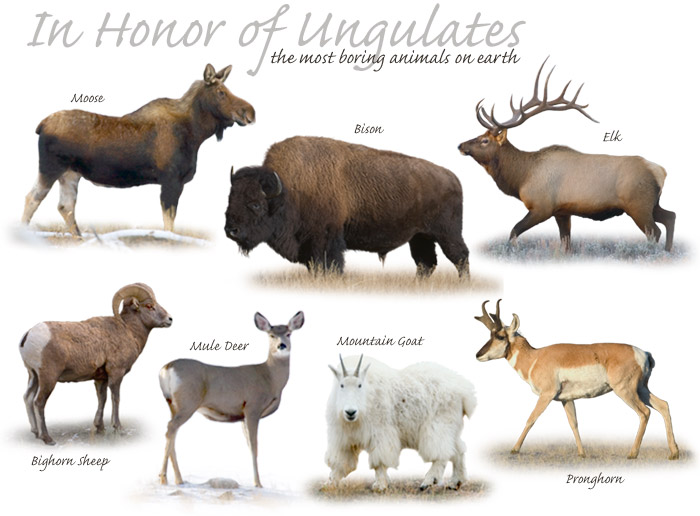 In Honor of Ungulates
the most boring animals on earth
Moose
Bison
Elk
Bighorn Sheep
Mule Deer
Mountain Goat
Pronghorn